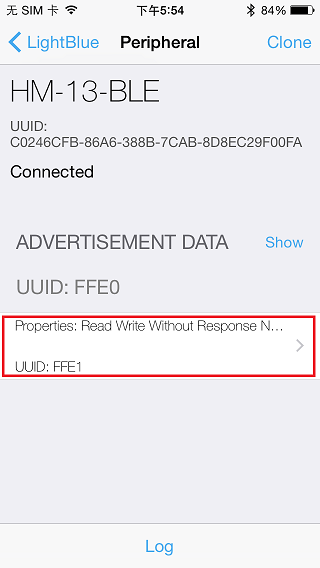 无 SIM 卡 下午5:54 84%
LightBlue Peripheral Clone
HM-13-BLE
UUID:
C0246CFB-86A6-388B-7CAB-8D8EC29F00FA
Connected
ADVERTISEMENT DATA Show
UUID: FFE0
Properties: Read Write Without Response N...
UUID: FFE1
Log